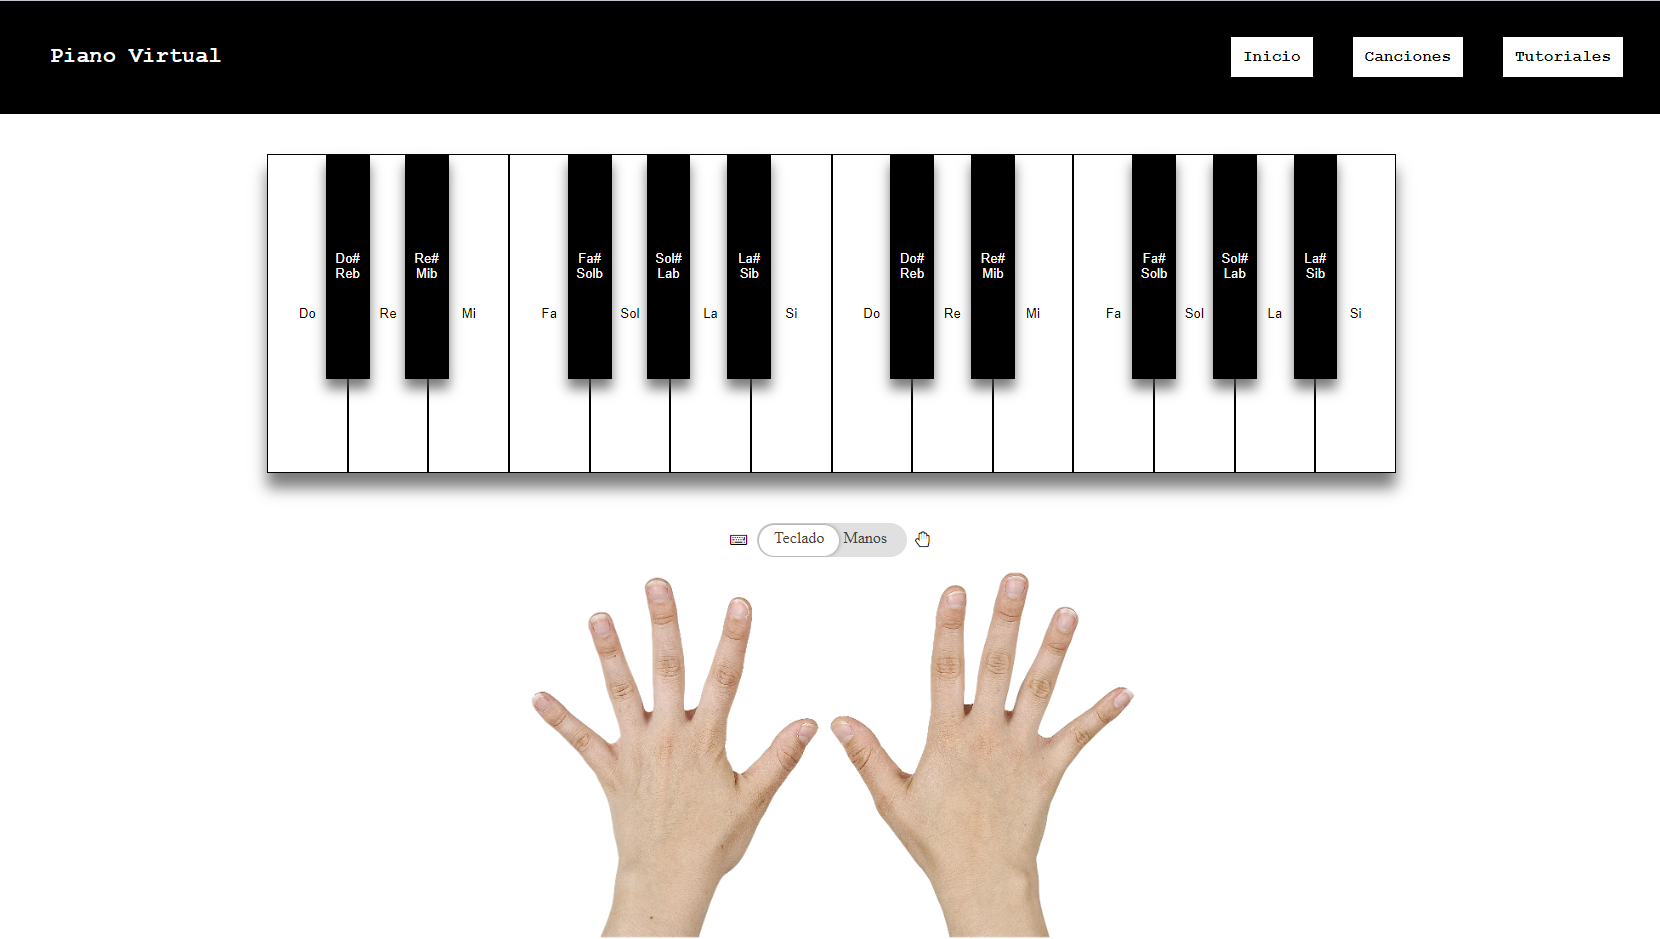 Piano Virtual
Inicio
Canciones
Tutoriales
Do#
Reb
Re#
Mib
Fa#
Solb
Sol#
Lab
La#
Sib
Do#
Reb
Re#
Mib
Fa#
Solb
Sol#
Lab
La#
Sib
Do Re Mi Fa Sol La Si Do Re Mi Fa Sol La Si
Teclado Manos